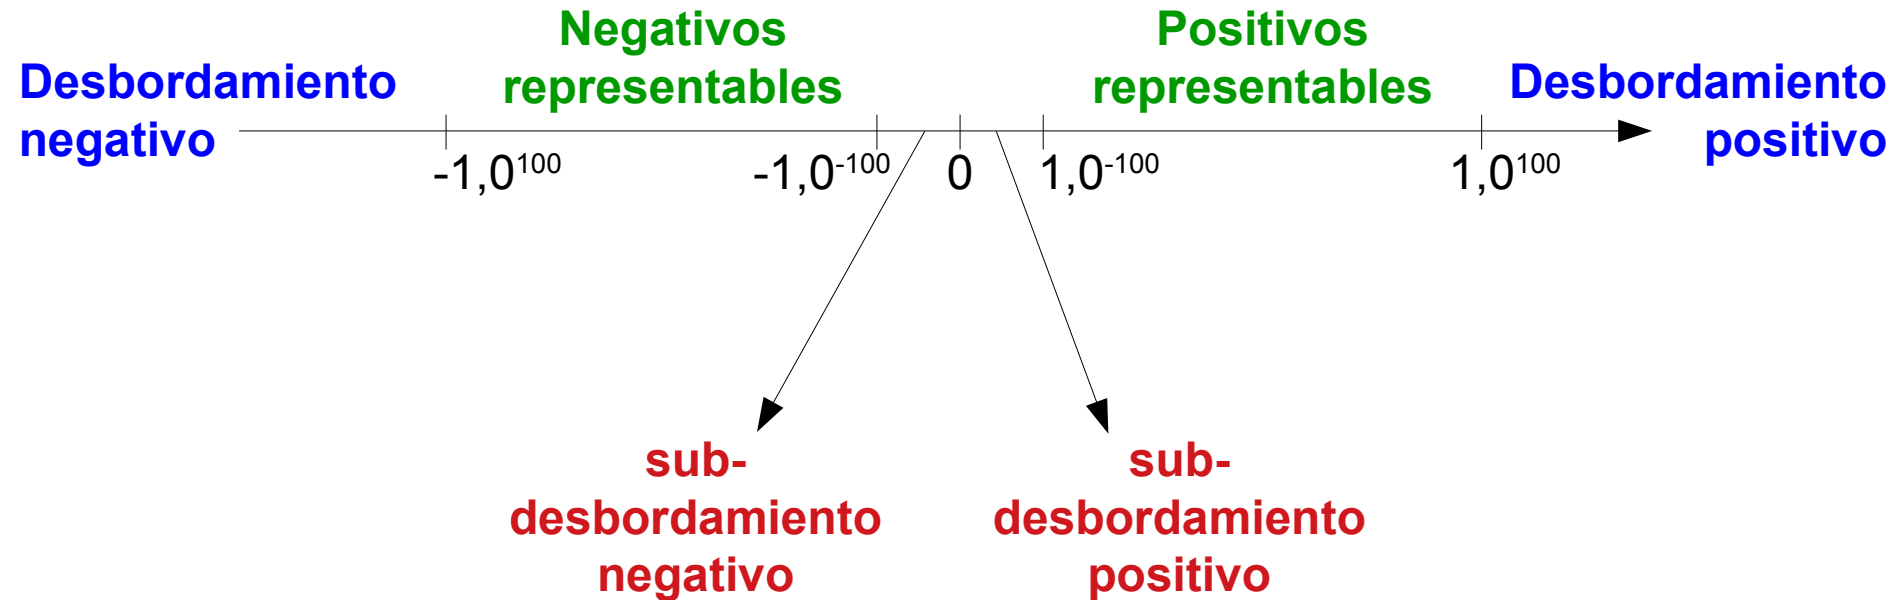 Desbordamiento
negativo
Negativos
representables
Positivos
representables
Desbordamiento
positivo
-1,0¹⁰⁰
-1,0⁻¹⁰⁰
0
1,0⁻¹⁰⁰
1,0¹⁰⁰
sub-
desbordamiento
negativo
sub-
desbordamiento
positivo